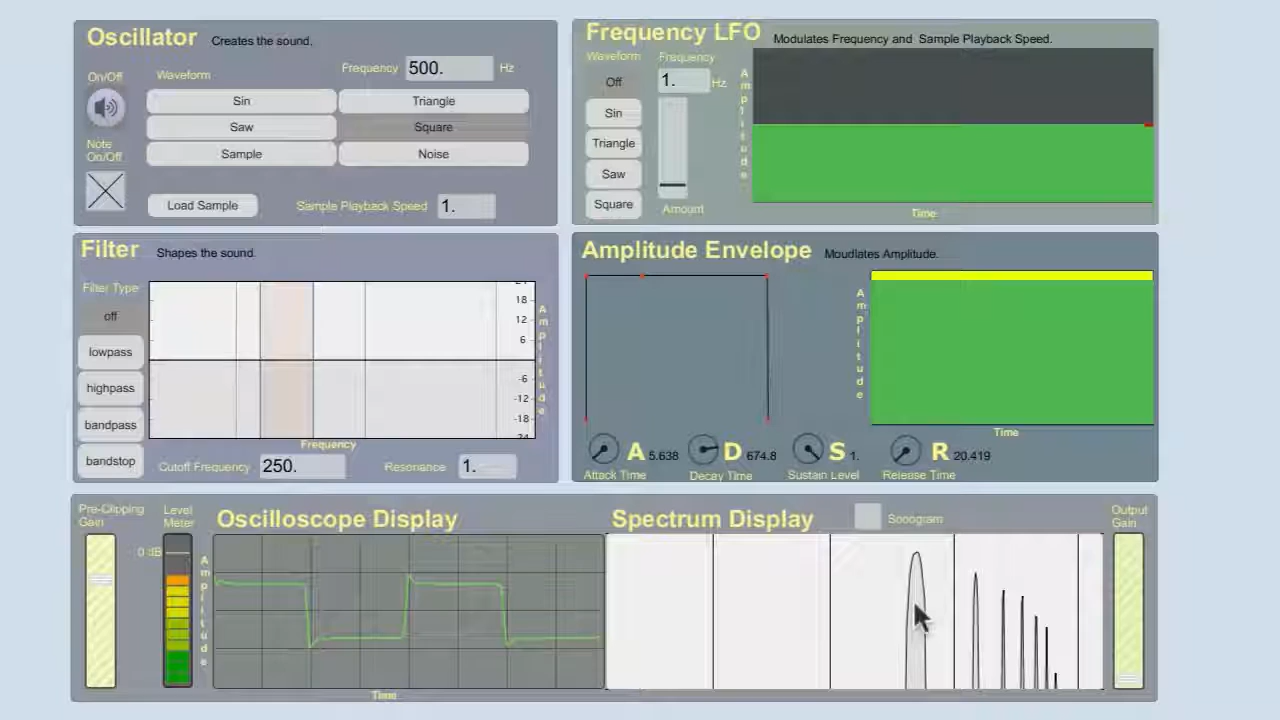 Oscillator Creates the sound.
On/Off
Waveform
Frequency 500. Hz
Sin
Triangle
Saw
Square
Sample
Noise
Note
On/Off
Load Sample
Sample Playback Speed 1.
Frequency LFO Modulates Frequency and Sample Playback Speed.
Waveform
Frequency
Off
1. Hz
Sin
Triangle
Saw
Square
Amount
Amplitude
Time
Filter Shapes the sound.
Filter Type
off
lowpass
highpass
bandpass
bandstop
18
12
6
-6
-12
-18
Amplitude
Frequency
Cutoff Frequency 250.
Resonance 1.
Amplitude Envelope Moudlates Amplitude.
Amplitude
Time
A 5.638
D 674.8
S 1.
R 20.419
Attack Time
Decay Time
Sustain Level
Release Time
Pre-Clipping
Gain
Level
Meter
0 dB
Oscilloscope Display
Amplitude
Time
Spectrum Display
Sonogram
Output
Gain